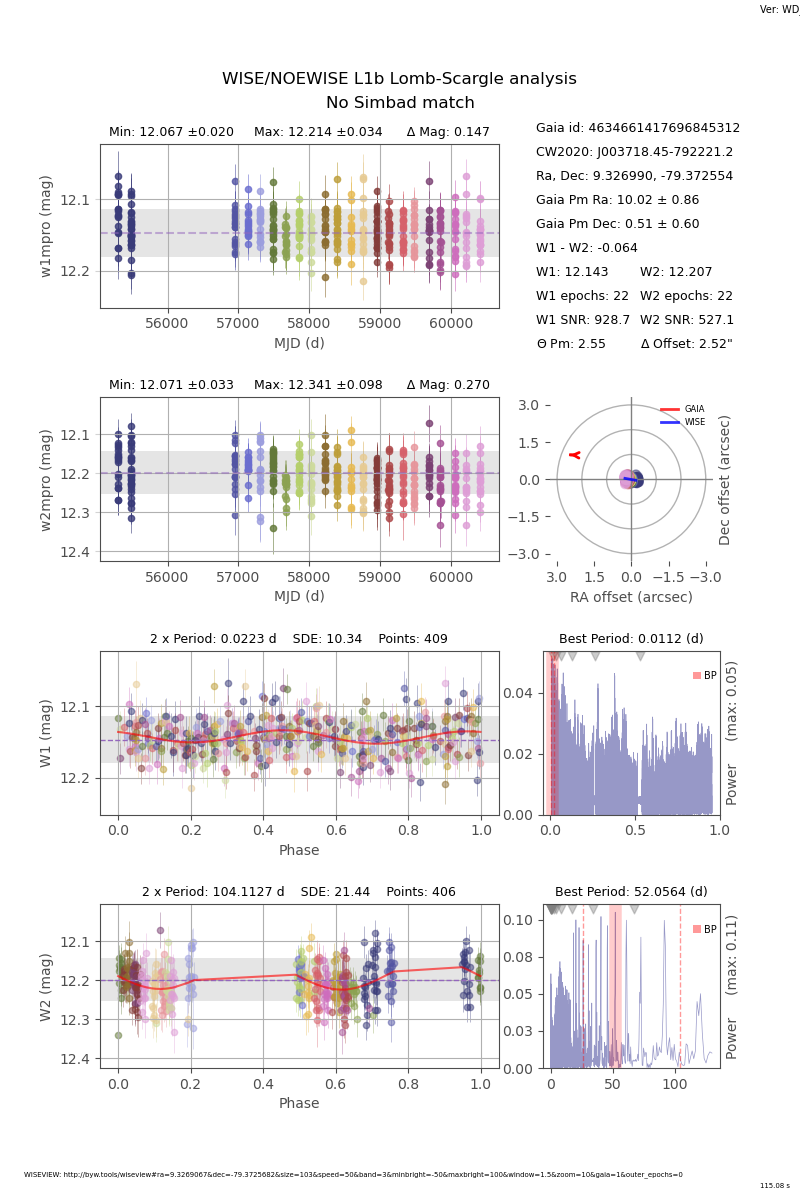 Ver: WD_
WISE/NOEWISE L1b Lomb-Scargle analysis
No Simbad match
Min: 12.067 ±0.020 Max: 12.214 ±0.034 Δ Mag: 0.147
w1mpro (mag)
12.1
12.2
56000 57000 58000 59000 60000
MJD (d)
Gaia id: 4634661417696845312
CW2020: J003718.45-792221.2
Ra, Dec: 9.326990, -79.372554
Gaia Pm Ra: 10.02 ± 0.86
Gaia Pm Dec: 0.51 ± 0.60
W1 - W2: -0.064
W1: 12.143 W2: 12.207
W1 epochs: 22 W2 epochs: 22
W1 SNR: 928.7 W2 SNR: 527.1
Θ Pm: 2.55 Δ Offset: 2.52"
Min: 12.071 ±0.033 Max: 12.341 ±0.098 Δ Mag: 0.270
w2mpro (mag)
12.1
12.2
12.3
12.4
56000 57000 58000 59000 60000
MJD (d)
GAIA
WISE
3.0
1.5
0.0
−1.5
−3.0
3.0 1.5 0.0 −1.5 −3.0
RA offset (arcsec)
Dec offset (arcsec)
2 x Period: 0.0223 d SDE: 10.34 Points: 409
W1 (mag)
12.1
12.2
0.0 0.2 0.4 0.6 0.8 1.0
Phase
Best Period: 0.0112 (d)
BP
0.04
0.02
0.00
0.0 0.5 1.0
Power (max: 0.05)
2 x Period: 104.1127 d SDE: 21.44 Points: 406
W2 (mag)
12.1
12.2
12.3
12.4
0.0 0.2 0.4 0.6 0.8 1.0
Phase
Best Period: 52.0564 (d)
BP
0.10
0.08
0.05
0.03
0.00
0 50 100
Power (max: 0.11)
WISEVIEW: http://byw.tools/wiseview#ra=9.3269067&dec=-79.3725682&size=103&speed=50&band=3&minbright=-50&maxbright=100&window=1.5&zoom=10&gaia=1&outer_epochs=0
115.08 s